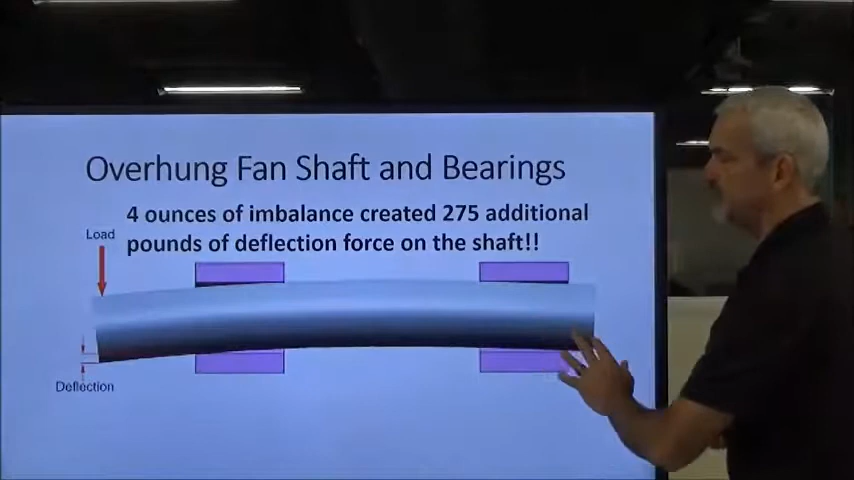 Overhung Fan Shaft and Bearings
4 ounces of imbalance created 275 additional
pounds of deflection force on the shaft!!
Load
Deflection